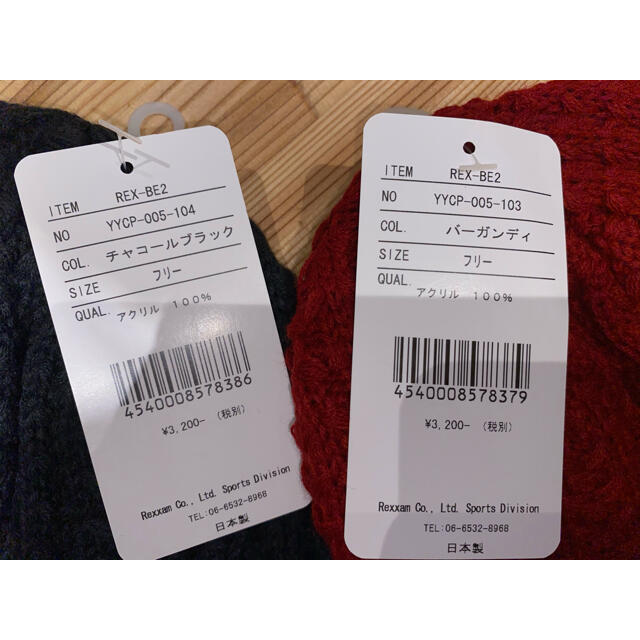 ITEM REX-BE2
NO YYCP-005-104
COL. チャコールブラック
SIZE フリー
QUAL. アクリル 100%
4540008578386
¥3,200- (税別)
Rexxam Co., Ltd. Sports Division
TEL:06-6532-8968
日本製
ITEM REX-BE2
NO YYCP-005-103
COL. バーガンディ
SIZE フリー
QUAL. アクリル 100%
4540008578379
¥3,200- (税別)
Rexxam Co., Ltd. Sports Division
TEL:06-6532-8968
日本製